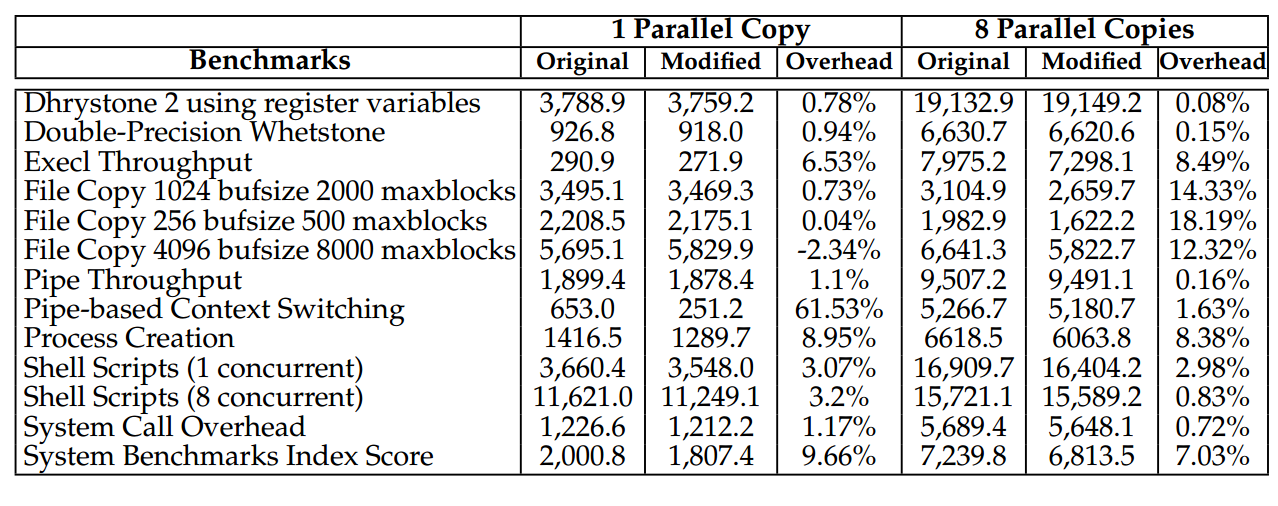 1 Parallel Copy 8 Parallel Copies
Benchmarks Original Modified Overhead Original Modified Overhead
Dhrystone 2 using register variables 3,788.9 3,759.2 0.78% 19,132.9 19,149.2 0.08%
Double-Precision Whetstone 926.8 918.0 0.94% 6,630.7 6,620.6 0.15%
Execl Throughput 290.9 271.9 6.53% 7,975.2 7,298.1 8.49%
File Copy 1024 bufsize 2000 maxblocks 3,495.1 3,469.3 0.73% 3,104.9 2,659.7 14.33%
File Copy 256 bufsize 500 maxblocks 2,208.5 2,175.1 0.04% 1,982.9 1,622.2 18.19%
File Copy 4096 bufsize 8000 maxblocks 5,695.1 5,829.9 -2.34% 6,641.3 5,822.7 12.32%
Pipe Throughput 1,899.4 1,878.4 1.1% 9,507.2 9,491.1 0.16%
Pipe-based Context Switching 653.0 251.2 61.53% 5,266.7 5,180.7 1.63%
Process Creation 1416.5 1289.7 8.95% 6618.5 6063.8 8.38%
Shell Scripts (1 concurrent) 3,660.4 3,548.0 3.07% 16,909.7 16,404.2 2.98%
Shell Scripts (8 concurrent) 11,621.0 11,249.1 3.2% 15,721.1 15,589.2 0.83%
System Call Overhead 1,226.6 1,212.2 1.17% 5,689.4 5,648.1 0.72%
System Benchmarks Index Score 2,000.8 1,807.4 9.66% 7,239.8 6,813.5 7.03%